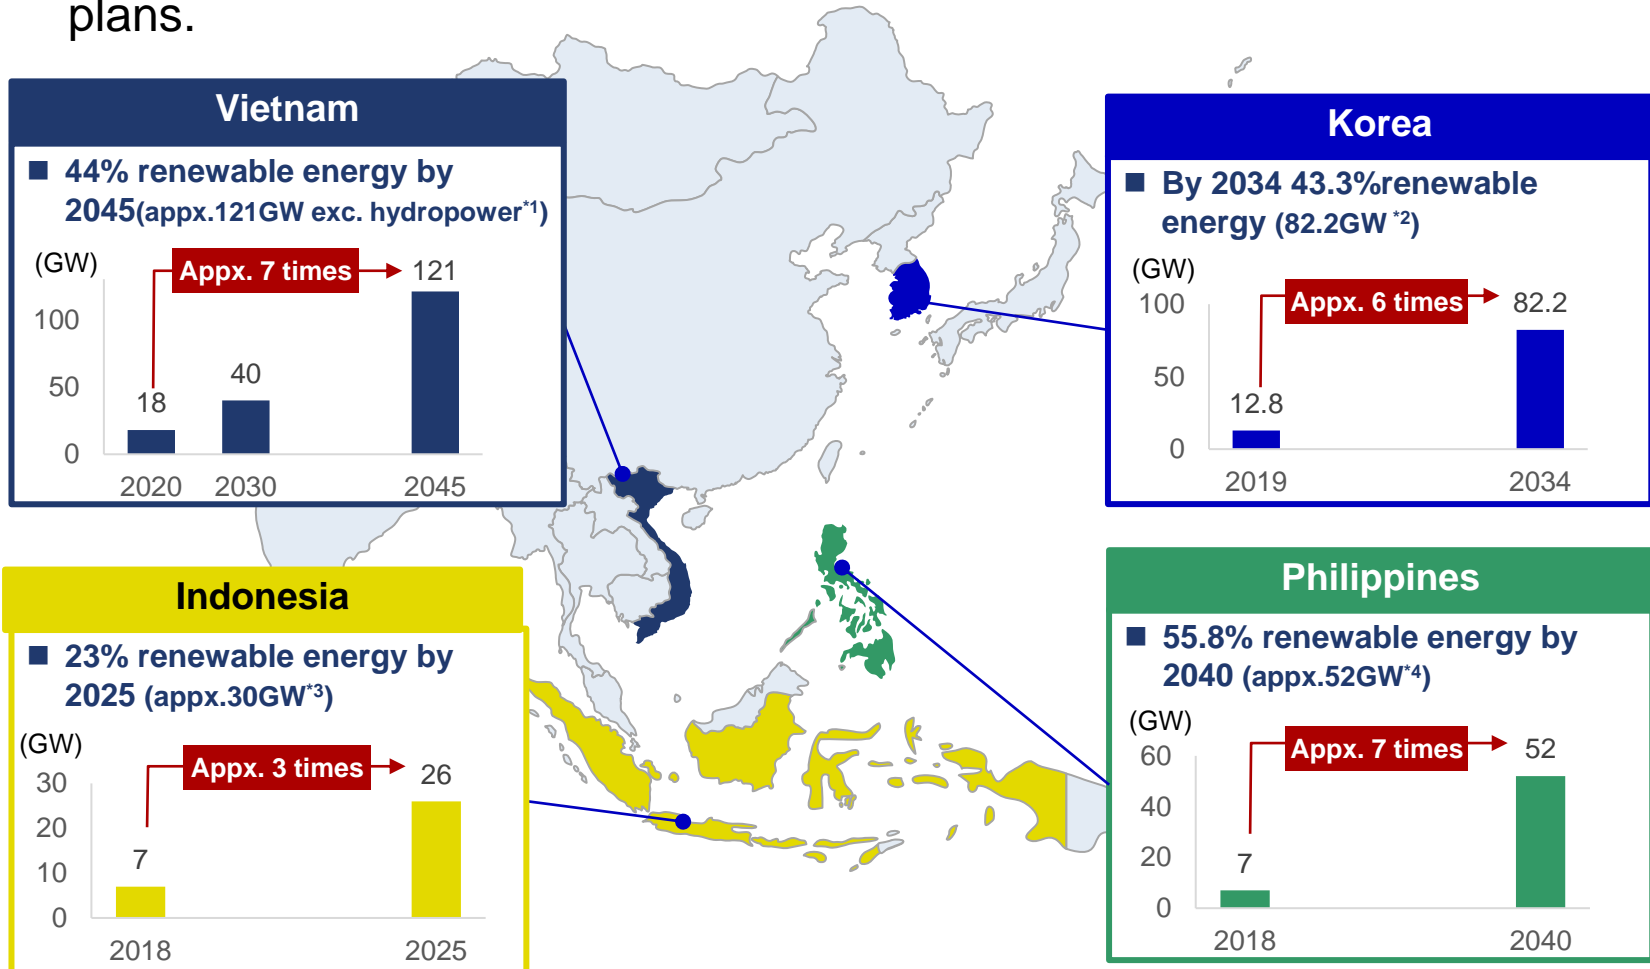 plans.
Vietnam
■ 44% renewable energy by
2045(appx.121GW exc. hydropower*1)
(GW)
Appx. 7 times
121
100
50
0
18
40
2020
2030
2045
Korea
■ By 2034 43.3%renewable
energy (82.2GW *2)
(GW)
Appx. 6 times
82.2
100
50
0
12.8
2019
2034
Indonesia
■ 23% renewable energy by
2025 (appx.30GW*3)
(GW)
Appx. 3 times
26
30
20
10
0
7
2018
2025
Philippines
■ 55.8% renewable energy by
2040 (appx.52GW*4)
(GW)
Appx. 7 times
52
60
40
20
0
7
2018
2040